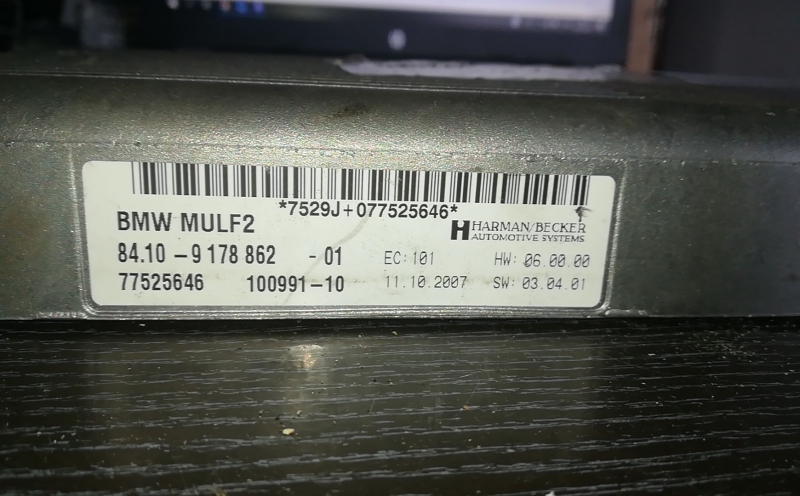 *7529J+077525646*
BMW MULF2
HARMAN/BECKER
AUTOMOTIVE SYSTEMS
84.10 - 9 178 862 - 01 EC: 101 HW: 06.00.00
77525646 100991-10 11.10.2007 SW: 03.04.01